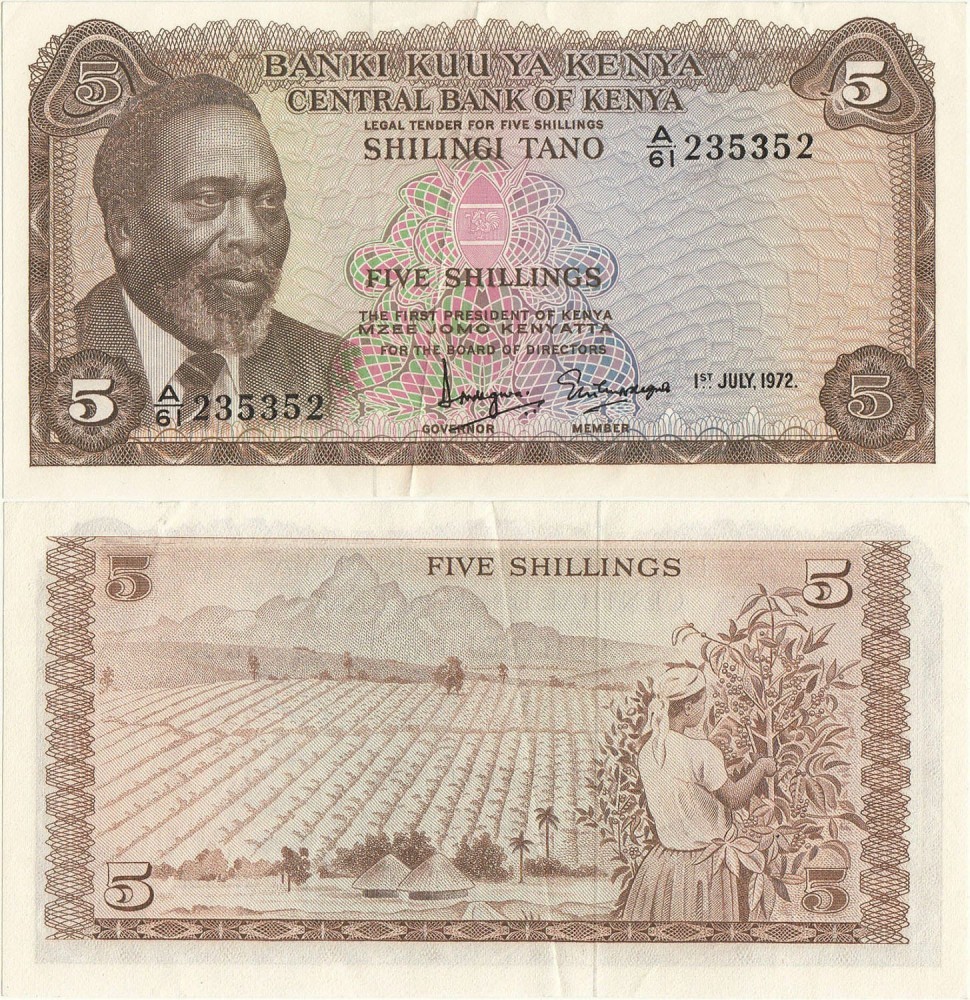 5
5
BANKI KUU YA KENYA
CENTRAL BANK OF KENYA
LEGAL TENDER FOR FIVE SHILLINGS
SHILINGI TANO
A/61 235352
FIVE SHILLINGS
THE FIRST PRESIDENT OF KENYA
MZEE JOMO KENYATTA
FOR THE BOARD OF DIRECTORS
1ST JULY, 1972.
5
A/61 235352
GOVERNOR
MEMBER
5
5
FIVE SHILLINGS
5
5
5